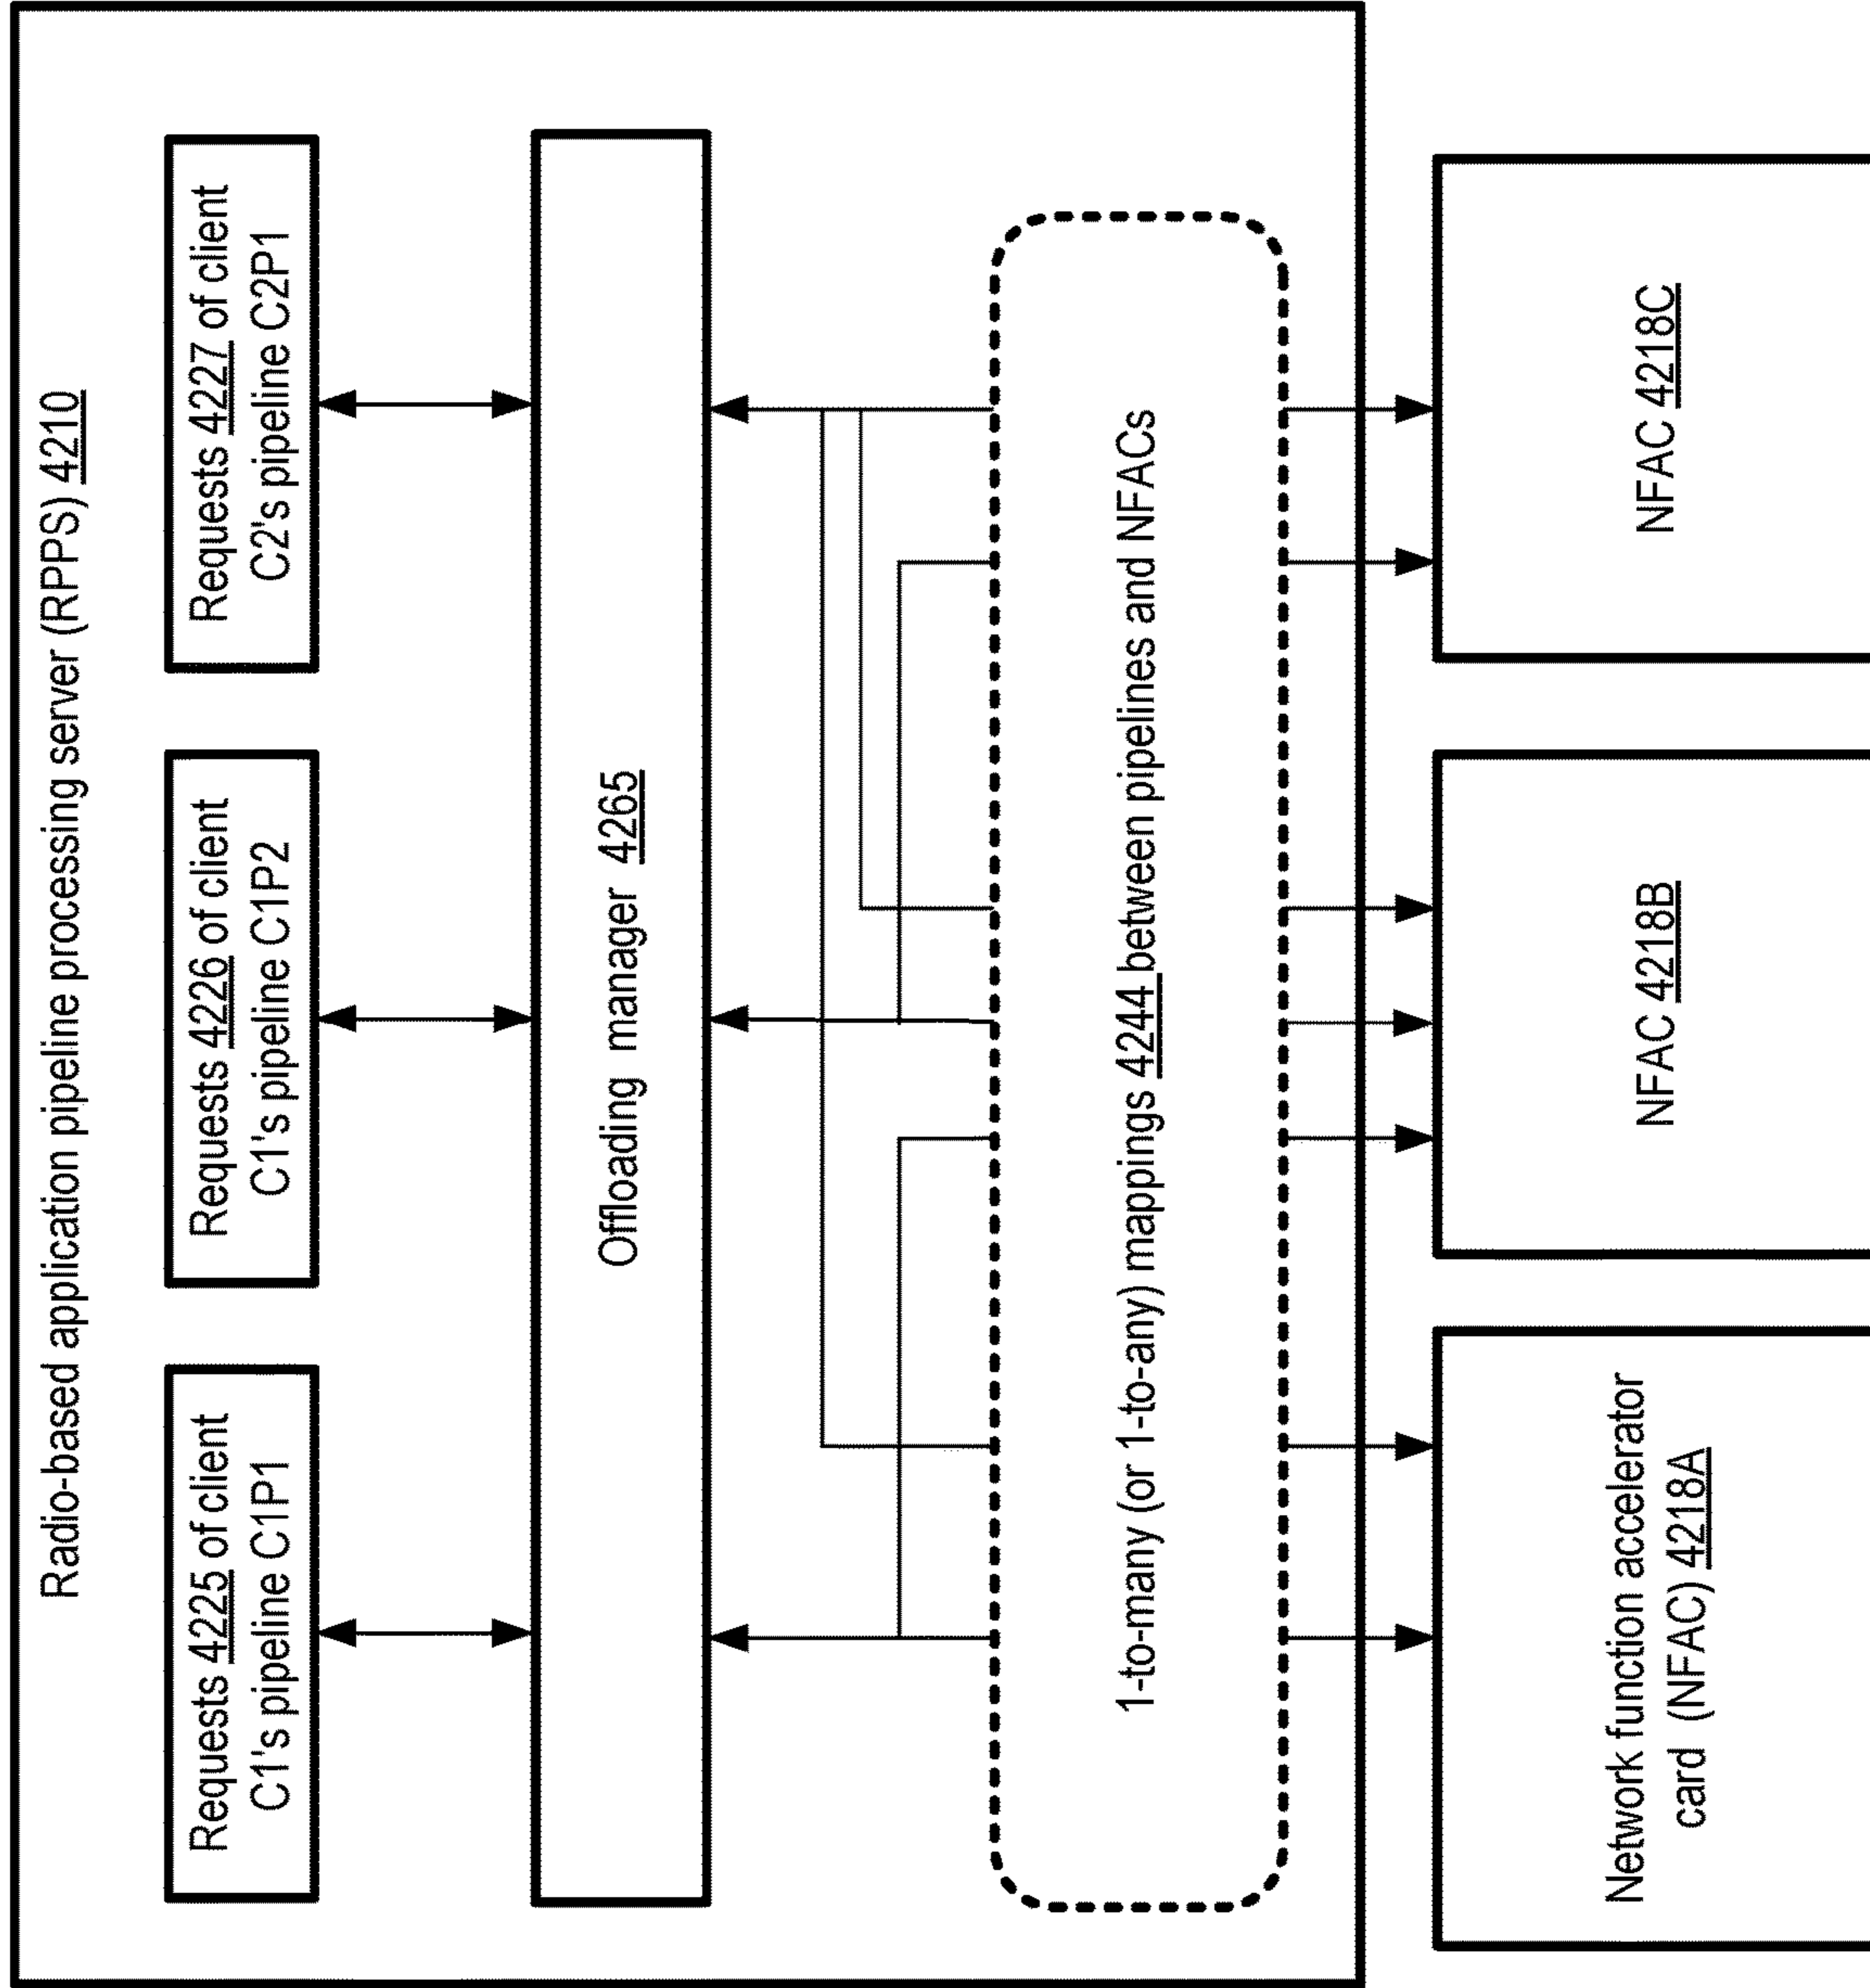 Radio-based application pipeline processing server (RPPS) 4210
Requests 4225 of client
C1's pipeline C1P1
Requests 4226 of client
C1's pipeline C1P2
Requests 4227 of client
C2's pipeline C2P1
Offloading manager 4265
1-to-many (or 1-to-any) mappings 4244 between pipelines and NFACs
Network function accelerator
card (NFAC) 4218A
NFAC 4218B
NFAC 4218C